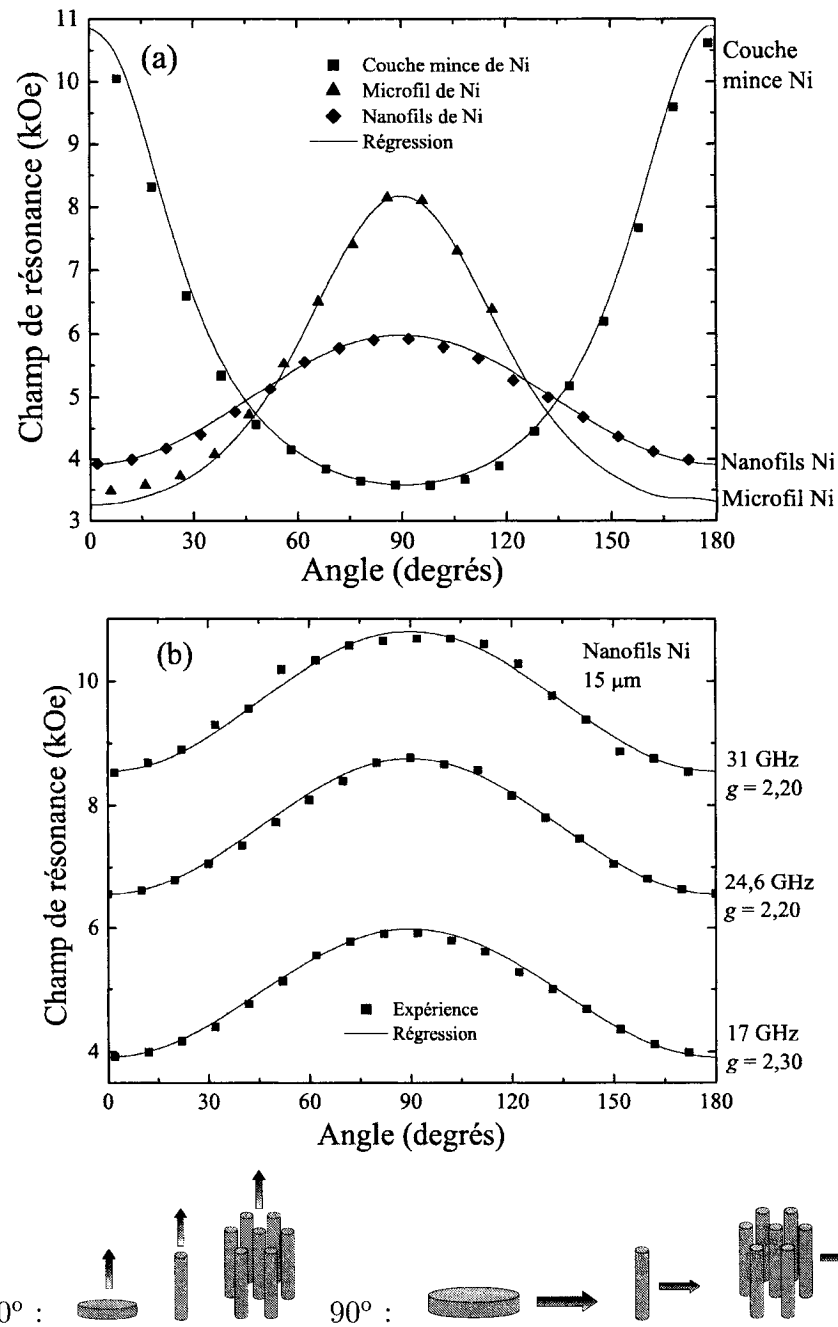 11
10
9
8
7
6
5
4
3
Champ de résonance (kOe)
(a)
Couche mince de Ni
Microfil de Ni
Nanofils de Ni
Régression
Couche
mince Ni
Nanofils Ni
Microfil Ni
0 30 60 90 120 150 180
Angle (degrés)
10
8
6
4
Champ de résonance (kOe)
(b)
Nanofils Ni
15 µm
31 GHz
g = 2,20
24,6 GHz
g = 2,20
17 GHz
g = 2,30
Expérience
Régression
0 30 60 90 120 150 180
Angle (degrés)
0º : 90º :